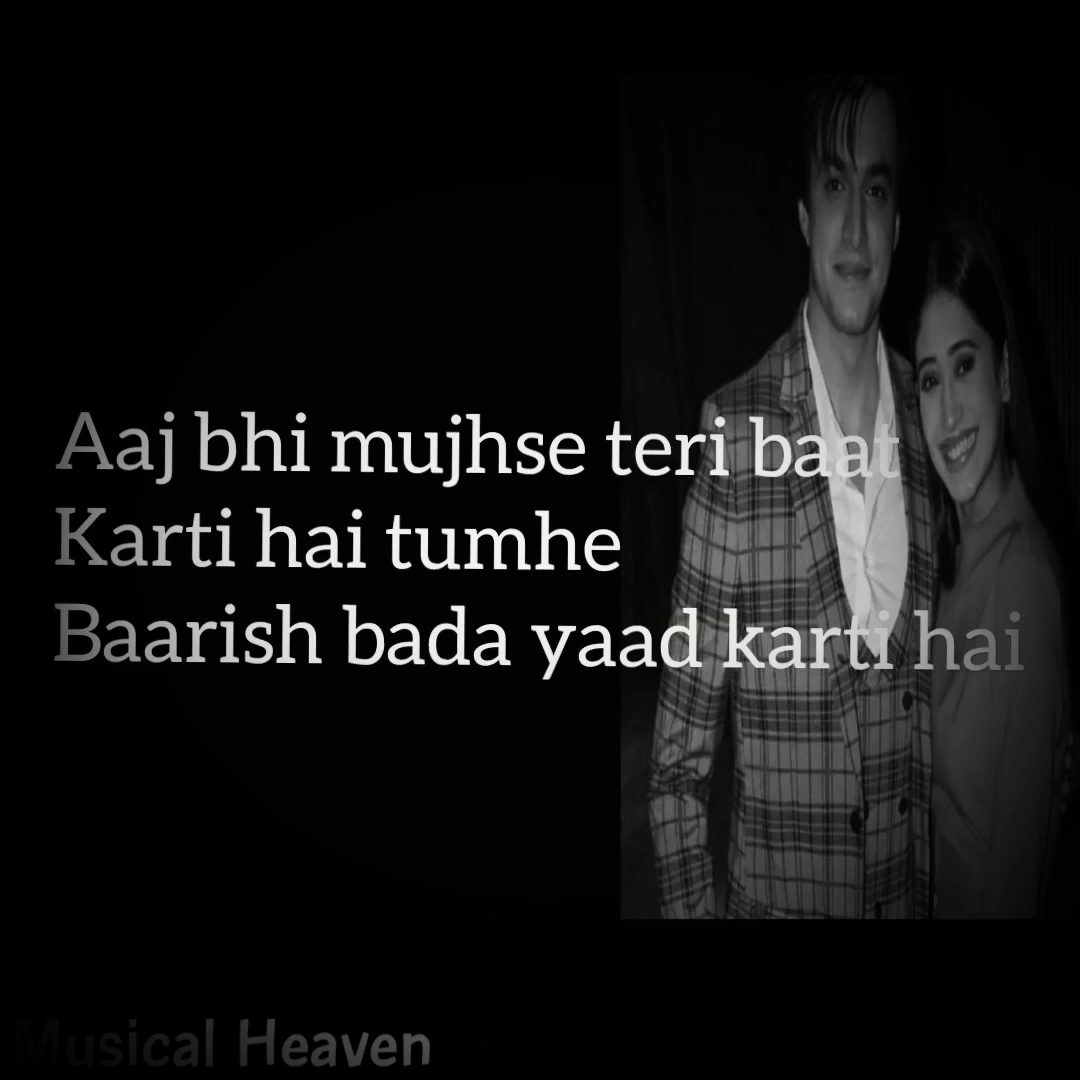 Aaj bhi mujhse teri baat
Karti hai tumhe
Baarish bada yaad karti hai
Musical Heaven